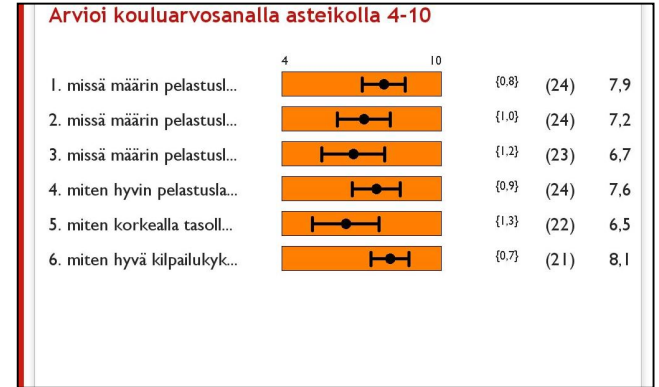 Arvioi kouluarvosanalla asteikolla 4-10
4 10
1. missä määrin pelastusl... {0,8} (24) 7,9
2. missä määrin pelastusl... {1,0} (24) 7,2
3. missä määrin pelastusl... {1,2} (23) 6,7
4. miten hyvin pelastusla... {0,9} (24) 7,6
5. miten korkealla tasoll... {1,3} (22) 6,5
6. miten hyvä kilpailukyk... {0,7} (21) 8,1